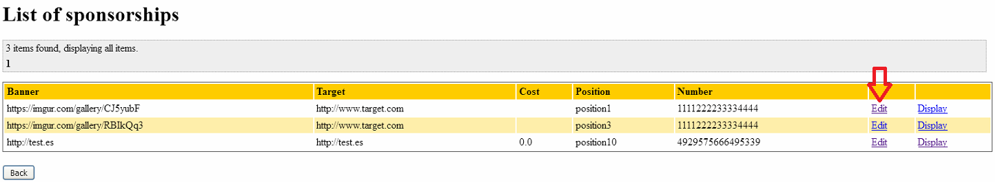 List of sponsorships
3 items found, displaying all items.
1
Banner Target Cost Position Number
https://imgur.com/gallery/CJ5yubF http://www.target.com position1 1111222233334444 Edit Display
https://imgur.com/gallery/RBIkQq3 http://www.target.com position3 1111222233334444 Edit Display
http://test.es http://test.es 0.0 position10 4929575666495339 Edit Display
Back